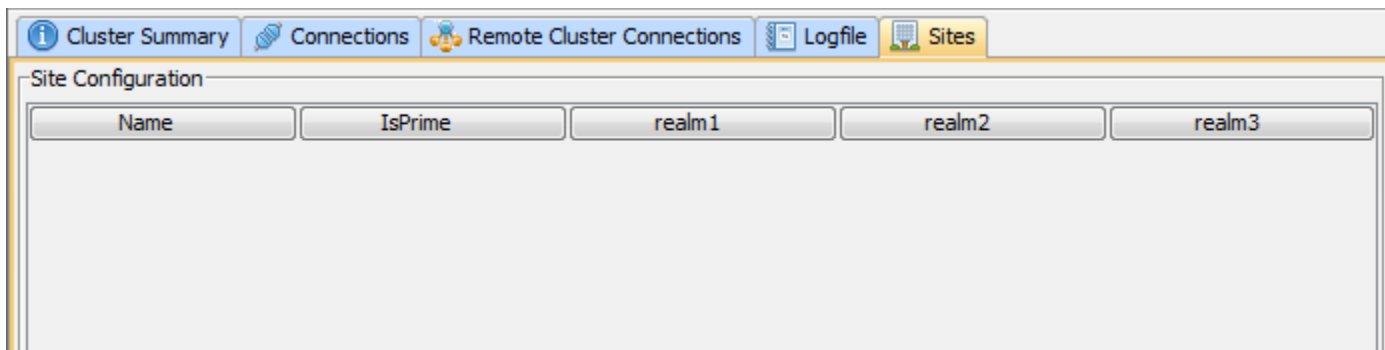 Cluster Summary Connections Remote Cluster Connections Logfile Sites
Site Configuration
Name IsPrime realm1 realm2 realm3